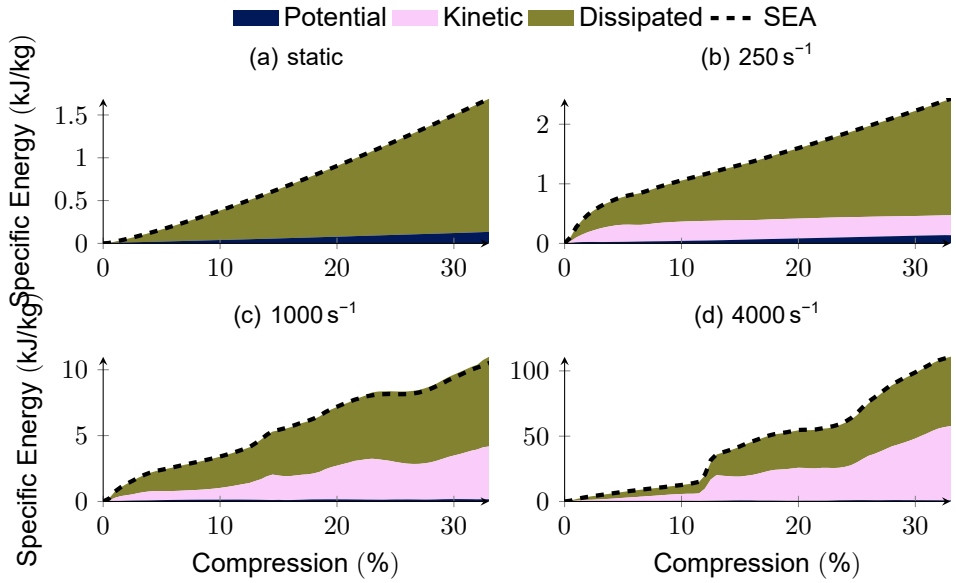 Potential Kinetic Dissipated SEA
(a) static
Specific Energy (kJ/kg)
1.5
1
0.5
0
0 10 20 30
(b) 250 s⁻¹
2
1
0
0 10 20 30
(c) 1000 s⁻¹
Specific Energy (kJ/kg)
10
5
0
0 10 20 30
Compression (%)
(d) 4000 s⁻¹
100
50
0
0 10 20 30
Compression (%)